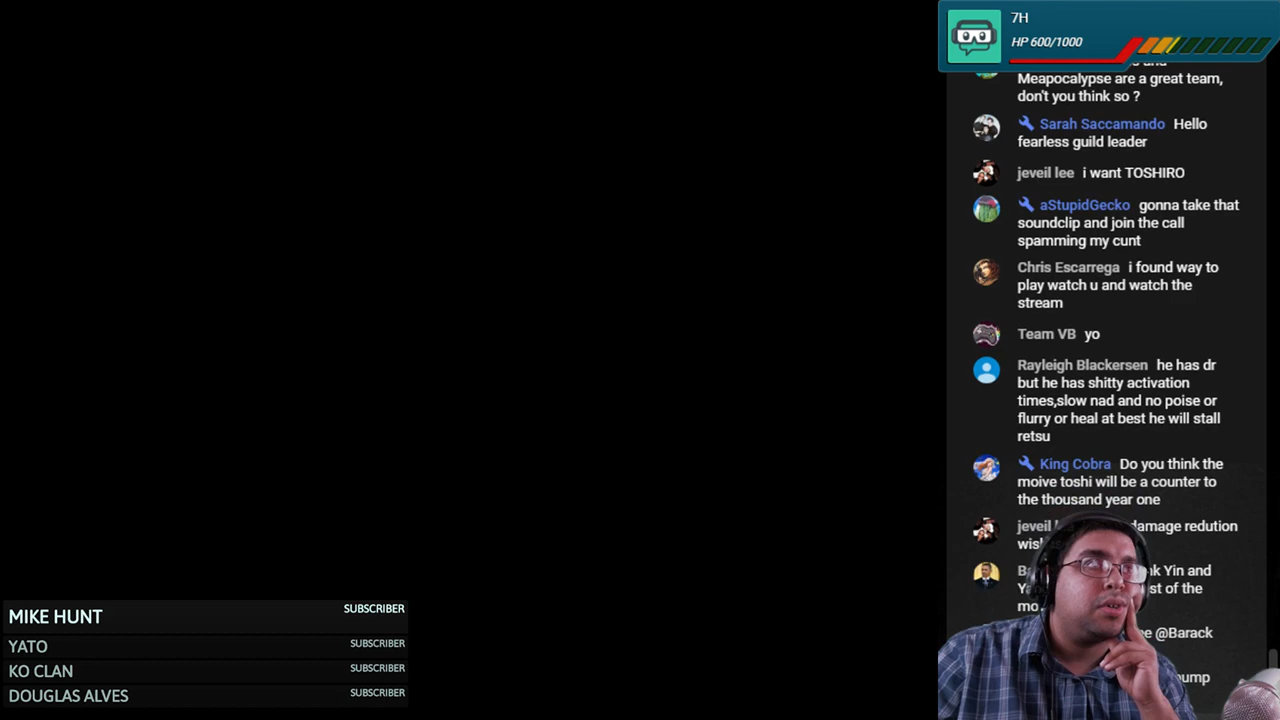 7H
HP 600/1000
Meapocalypse are a great team,
don't you think so ?
Sarah Saccamando Hello
fearless guild leader
jeveil lee i want TOSHIRO
aStupidGecko gonna take that
soundclip and join the call
spamming my cunt
Chris Escarrega i found way to
play watch u and watch the
stream
Team VB yo
Rayleigh Blackersen he has dr
but he has shitty activation
times,slow nad and no poise or
flurry or heal at best he will stall
retsu
King Cobra Do you think the
moive toshi will be a counter to
the thousand year one
jeveil damage redution
Yin and
of the
@Barack
MIKE HUNT SUBSCRIBER
YATO SUBSCRIBER
KO CLAN SUBSCRIBER
DOUGLAS ALVES SUBSCRIBER